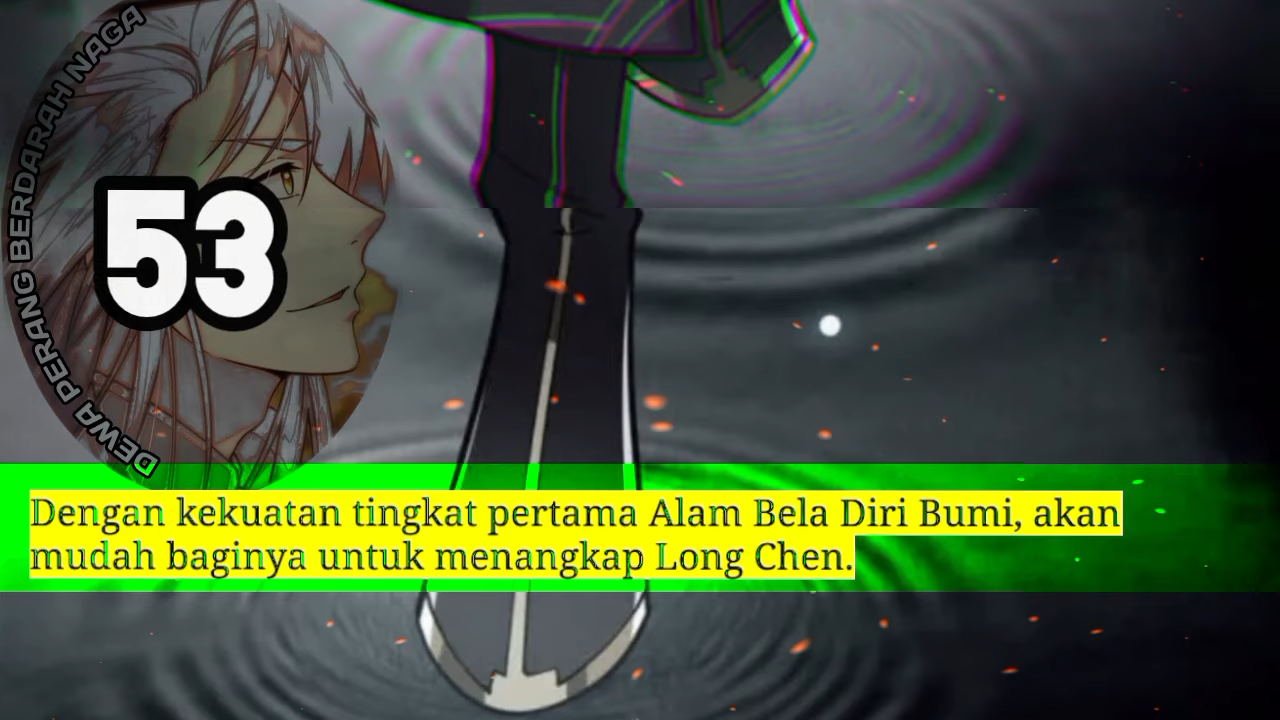 DEWA PERANG BERDARAH NAGA
53
Dengan kekuatan tingkat pertama Alam Bela Diri Bumi, akan
mudah baginya untuk menangkap Long Chen.